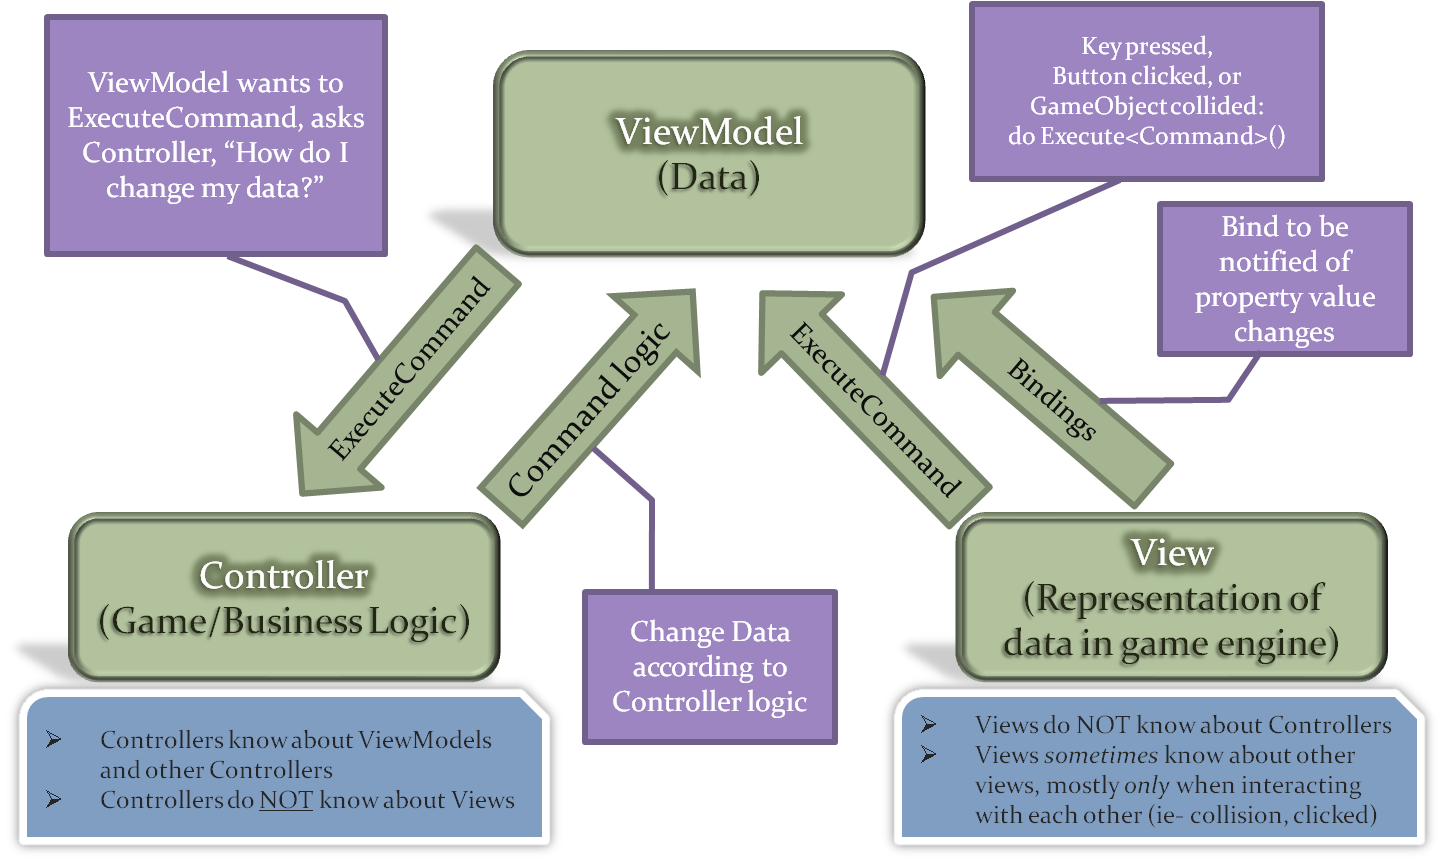 ViewModel wants to
ExecuteCommand, asks
Controller, “How do I
change my data?”
ViewModel
(Data)
Key pressed,
Button clicked, or
GameObject collided:
do Execute<Command>()
Bind to be
notified of
property value
changes
ExecuteCommand
Command logic
ExecuteCommand
Bindings
Controller
(Game/Business Logic)
Change Data
according to
Controller logic
View
(Representation of
data in game engine)
➢ Controllers know about ViewModels
and other Controllers
➢ Controllers do NOT know about Views
➢ Views do NOT know about Controllers
➢ Views sometimes know about other
views, mostly only when interacting
with each other (ie- collision, clicked)